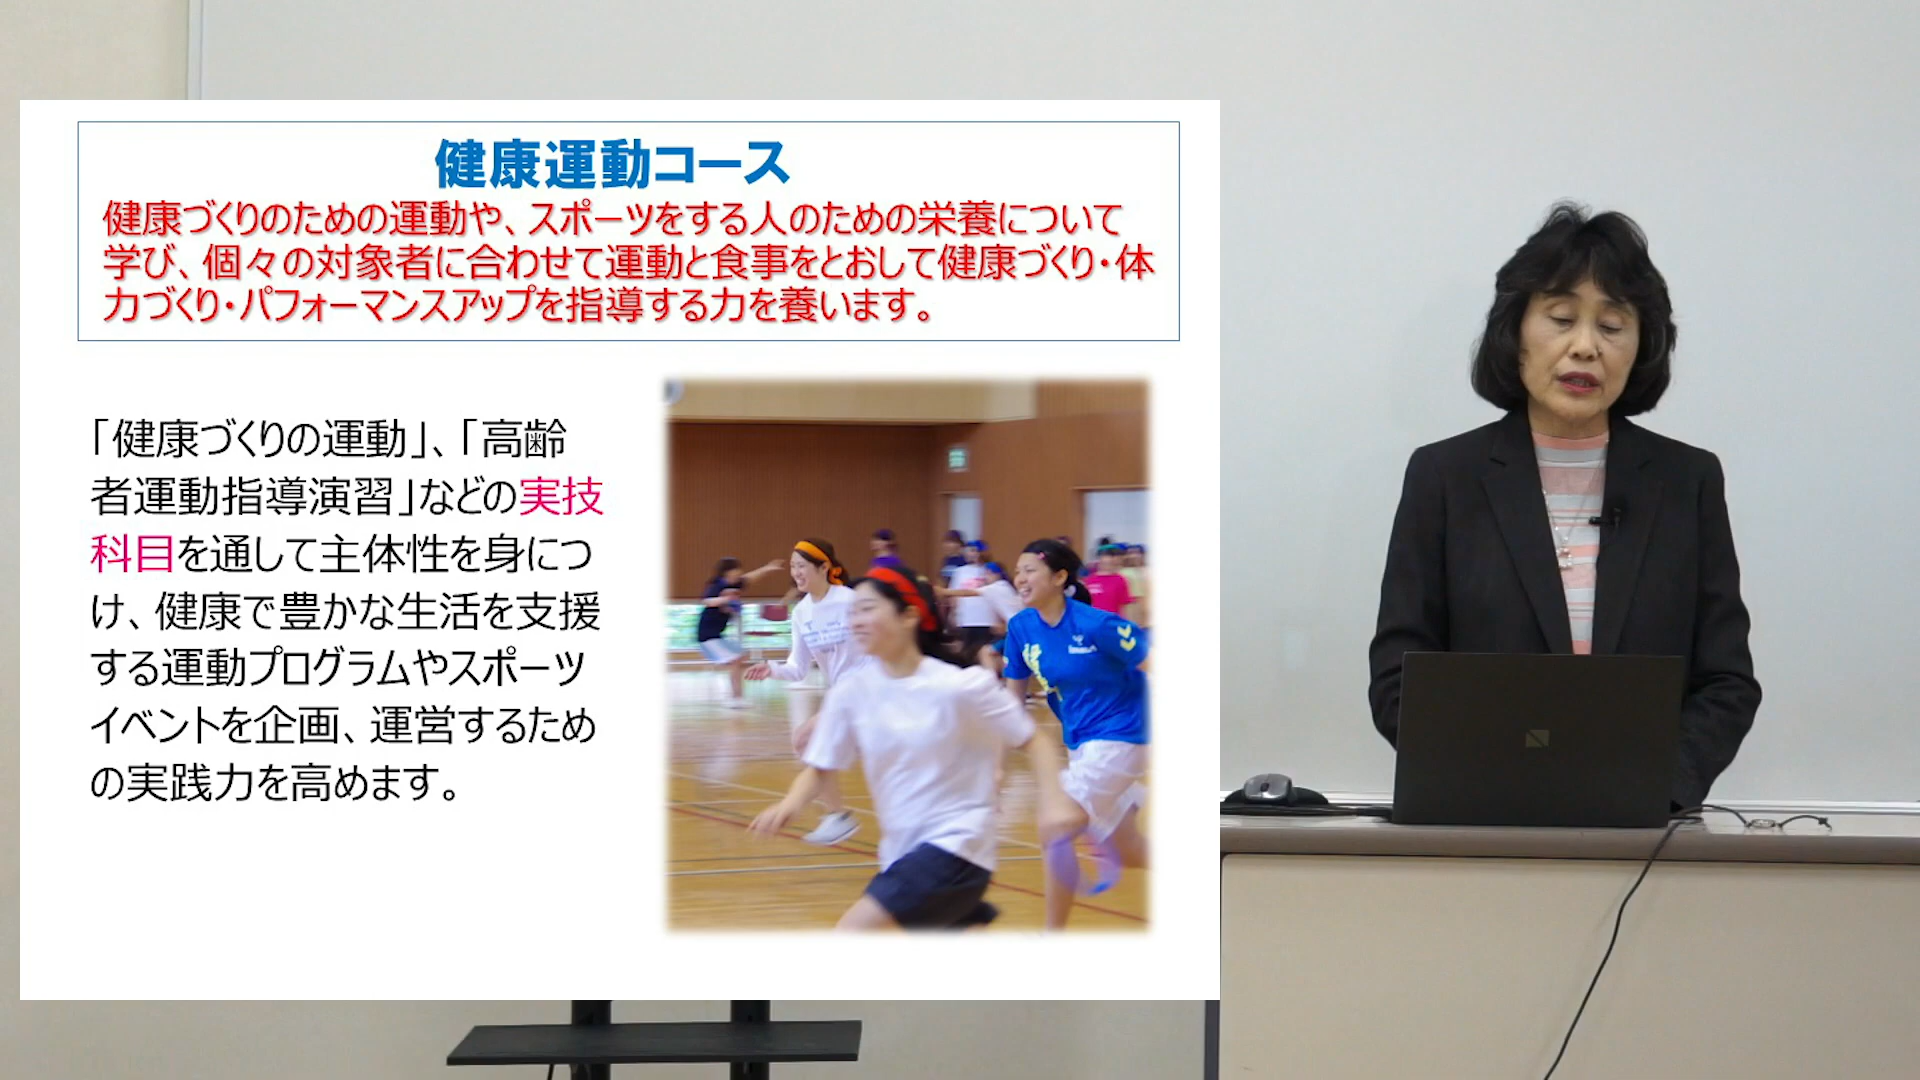 健康運動コース
健康づくりのための運動や、スポーツをする人のための栄養について
学び、個々の対象者に合わせて運動と食事をとおして健康づくり・体
力づくり・パフォーマンスアップを指導する力を養います。
「健康づくりの運動」、「高齢
者運動指導演習」などの実技
科目を通して主体性を身につ
け、健康で豊かな生活を支援
する運動プログラムやスポーツ
イベントを企画、運営するため
の実践力を高めます。